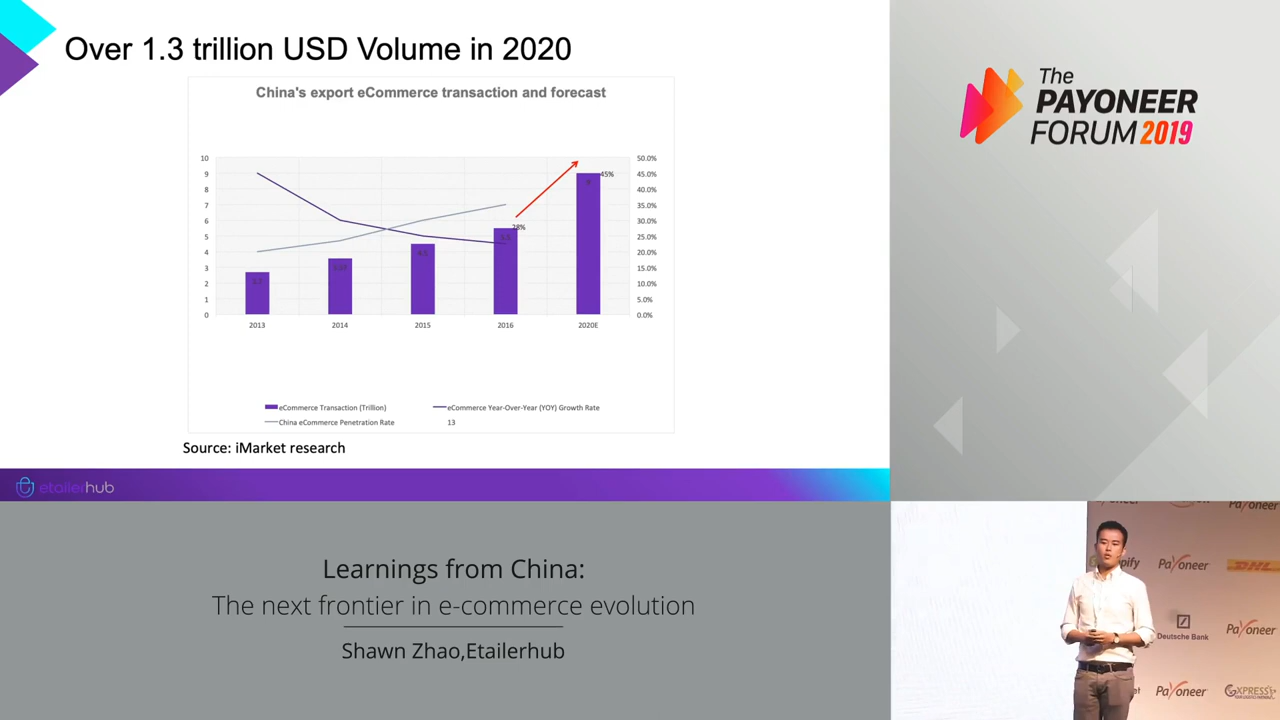 Over 1.3 trillion USD Volume in 2020
China's export eCommerce transaction and forecast
10
9
8
7
6
5
4
3
2
1
0
50.0%
45.0%
40.0%
35.0%
30.0%
25.0%
20.0%
15.0%
10.0%
5.0%
0.0%
45%
28%
9
4.5
2013
2014
2015
2016
2020E
eCommerce Transaction (Trillion)
eCommerce Year-Over-Year (YOY) Growth Rate
China eCommerce Penetration Rate
13
Source: iMarket research
etailerhub
The
PAYONEER
FORUM 2019
Learnings from China:
The next frontier in e-commerce evolution
Shawn Zhao,Etailerhub
Payoneer
Payoneer
DHL
Deutsche Bank
Payoneer
Payoneer